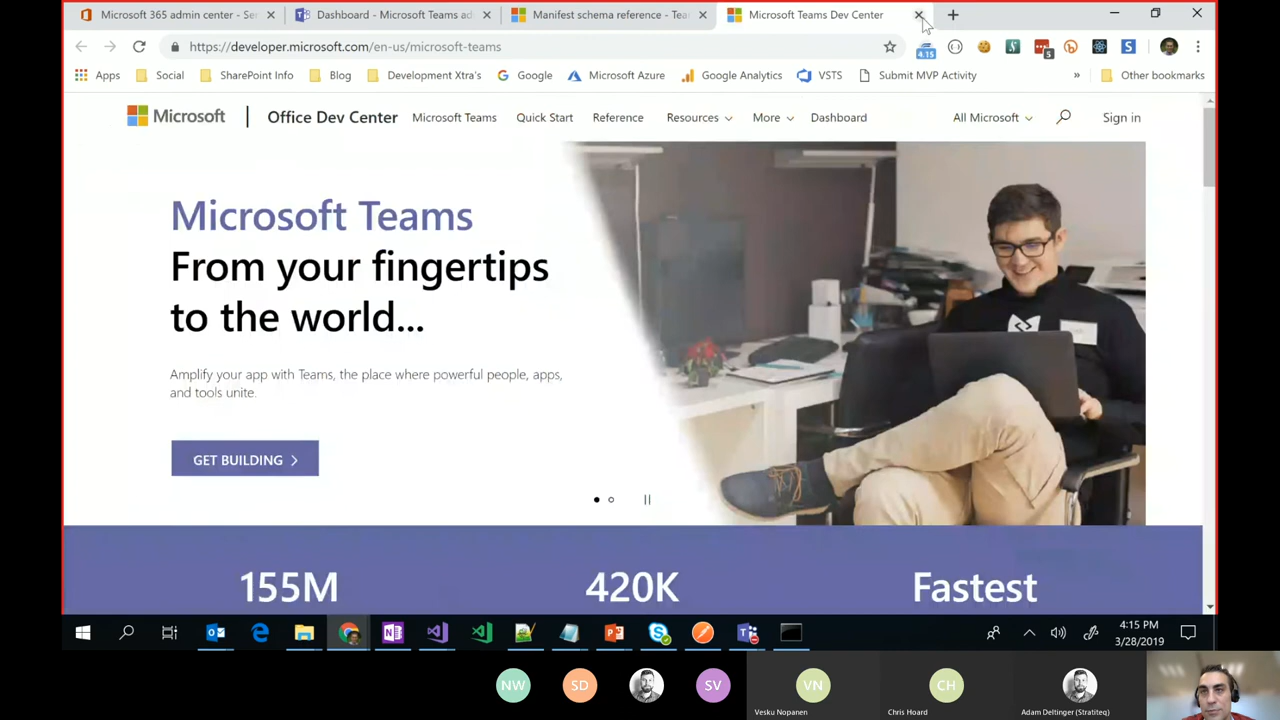 Microsoft 365 admin center - Ser
Dashboard - Microsoft Teams ad
Manifest schema reference - Tea
Microsoft Teams Dev Center
https://developer.microsoft.com/en-us/microsoft-teams
4:15
5
Apps
Social
SharePoint Info
Blog
Development Xtra's
Google
Microsoft Azure
Google Analytics
VSTS
Submit MVP Activity
»
Other bookmarks
Microsoft
Office Dev Center
Microsoft Teams
Quick Start
Reference
Resources
More
Dashboard
All Microsoft
Sign in
Microsoft Teams
From your fingertips
to the world...
Amplify your app with Teams, the place where powerful people, apps,
and tools unite.
GET BUILDING
155M
420K
Fastest
4:15 PM
3/28/2019
NW
SD
SV
VN
CH
Vesku Nopanen
Chris Hoard
Adam Deltinger (Stratiteq)